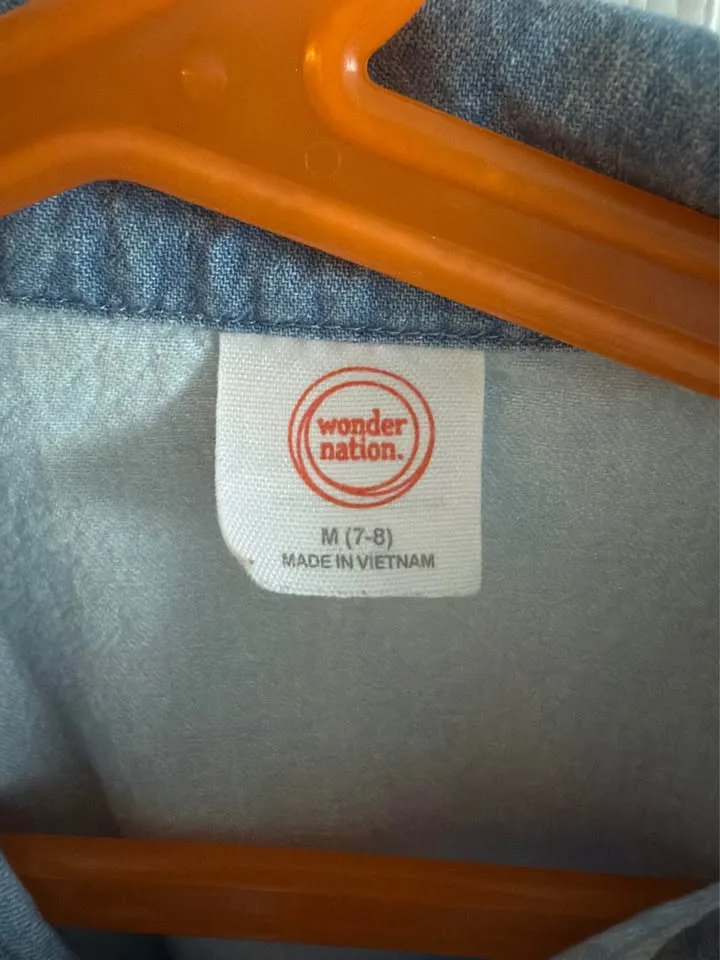 wonder
nation.
M (7-8)
MADE IN VIETNAM